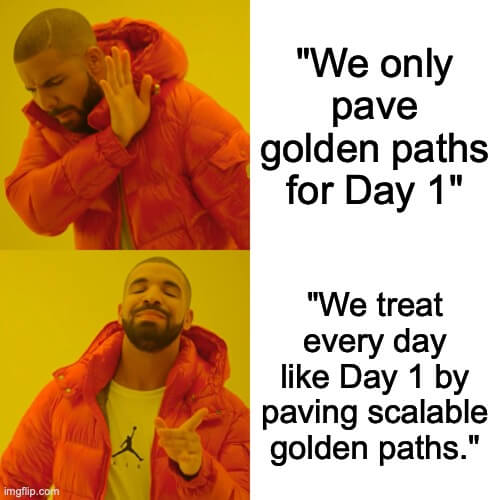 "We only
pave
golden paths
for Day 1"
"We treat
every day
like Day 1 by
paving scalable
golden paths."
imgflip.com